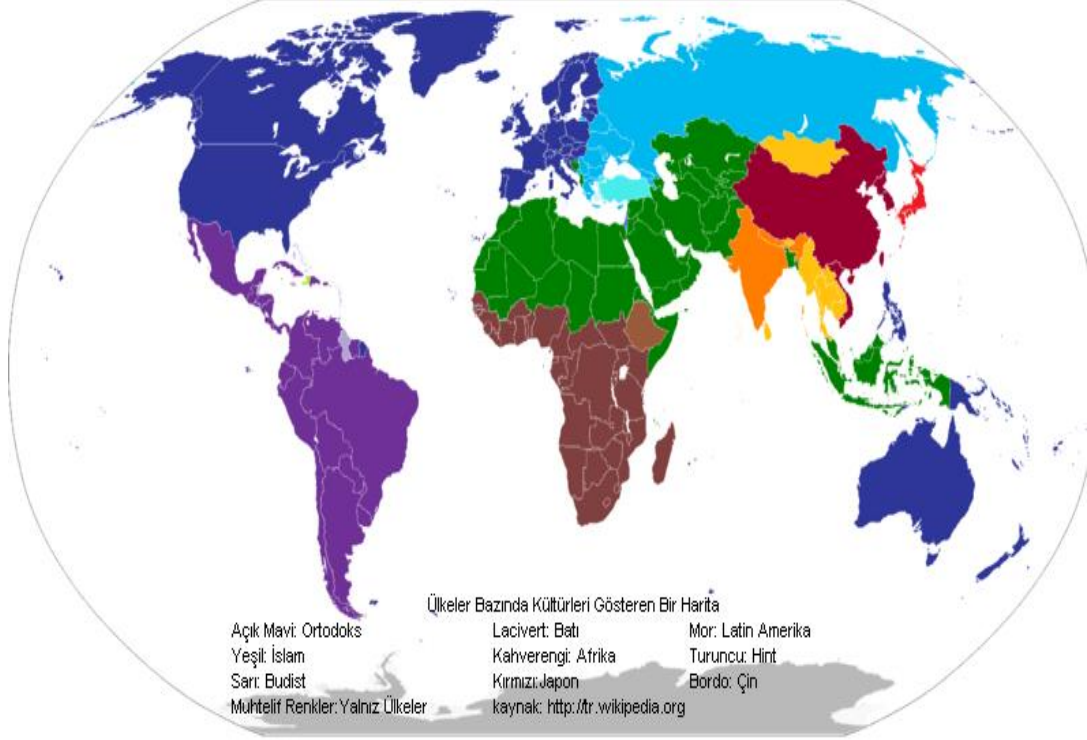 Ülkeler Bazında Kültürleri Gösteren Bir Harita
Açık Mavi: Ortodoks Lacivert: Batı Mor: Latin Amerika
Yeşil: İslam Kahverengi: Afrika Turuncu: Hint
Sarı: Budist Kırmızı:Japon Bordo: Çin
Muhtelif Renkler:Yalnız Ülkeler kaynak: http://tr.wikipedia.org